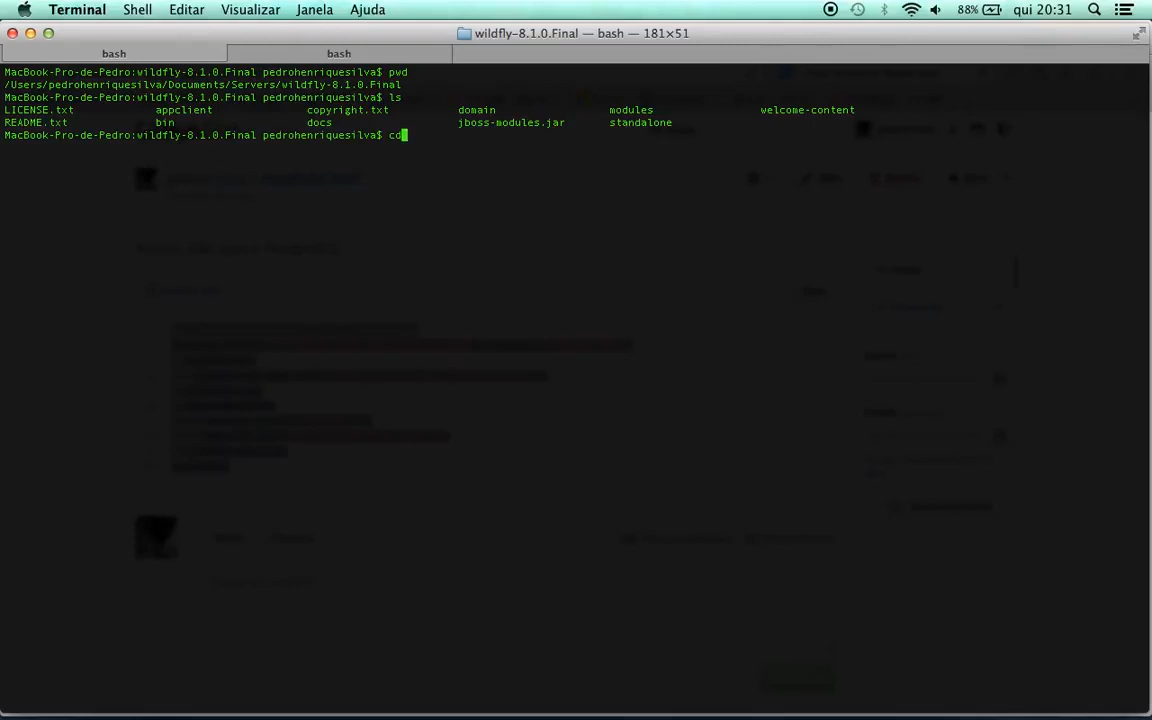 Terminal Shell Editar Visualizar Janela Ajuda 88% qui 20:31
wildfly-8.1.0.Final — bash — 181×51
bash bash
MacBook-Pro-de-Pedro:wildfly-8.1.0.Final pedrohenriquesilva$ pwd
/Users/pedrohenriquesilva/Documents/Servers/wildfly-8.1.0.Final
MacBook-Pro-de-Pedro:wildfly-8.1.0.Final pedrohenriquesilva$ ls
LICENSE.txt appclient copyright.txt domain modules welcome-content
README.txt bin docs jboss-modules.jar standalone
MacBook-Pro-de-Pedro:wildfly-8.1.0.Final pedrohenriquesilva$ cd